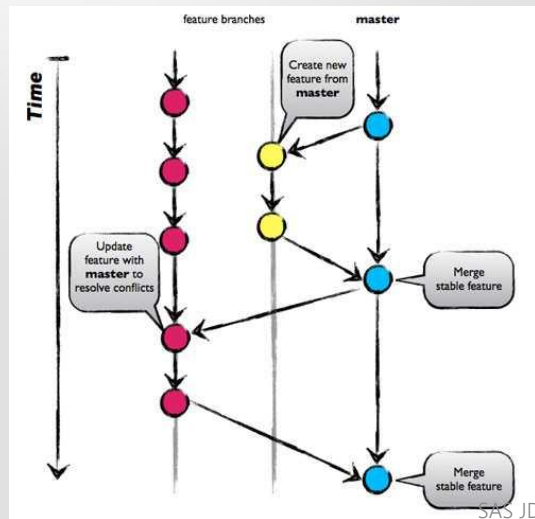 feature branches
master
Time
Create new
feature from
master
Update
feature with
master to
resolve conflicts
Merge
stable feature
Merge
stable feature
SAS JD